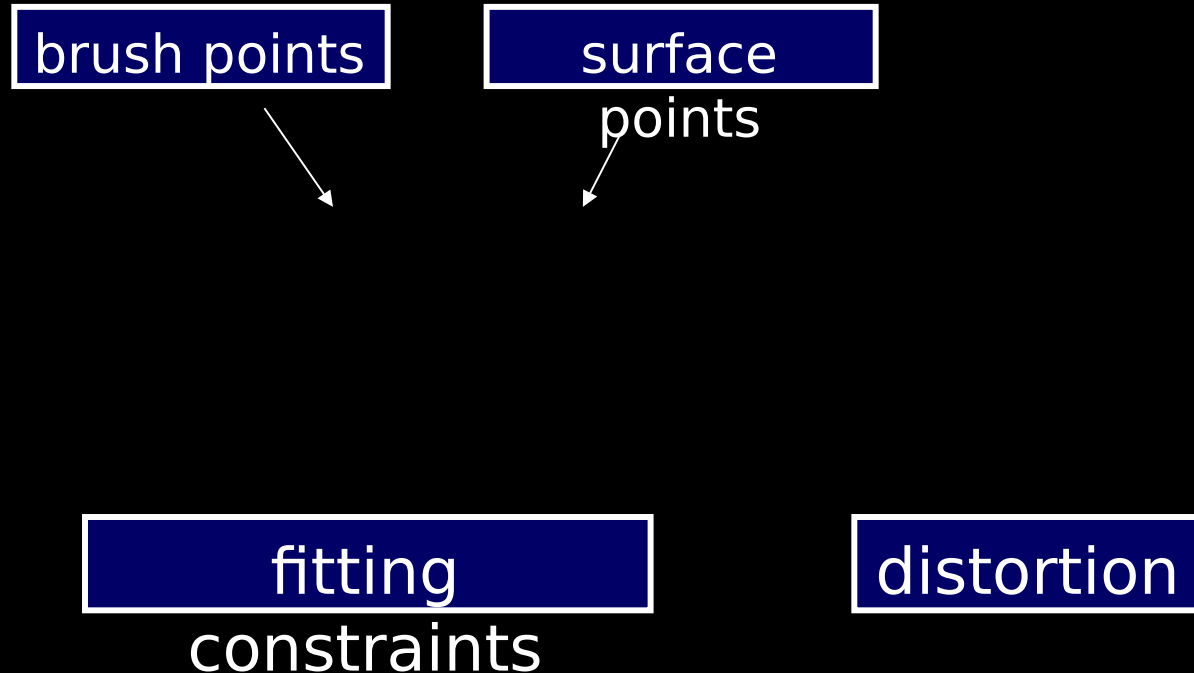 brush points
surface
points
fitting
constraints
distortion